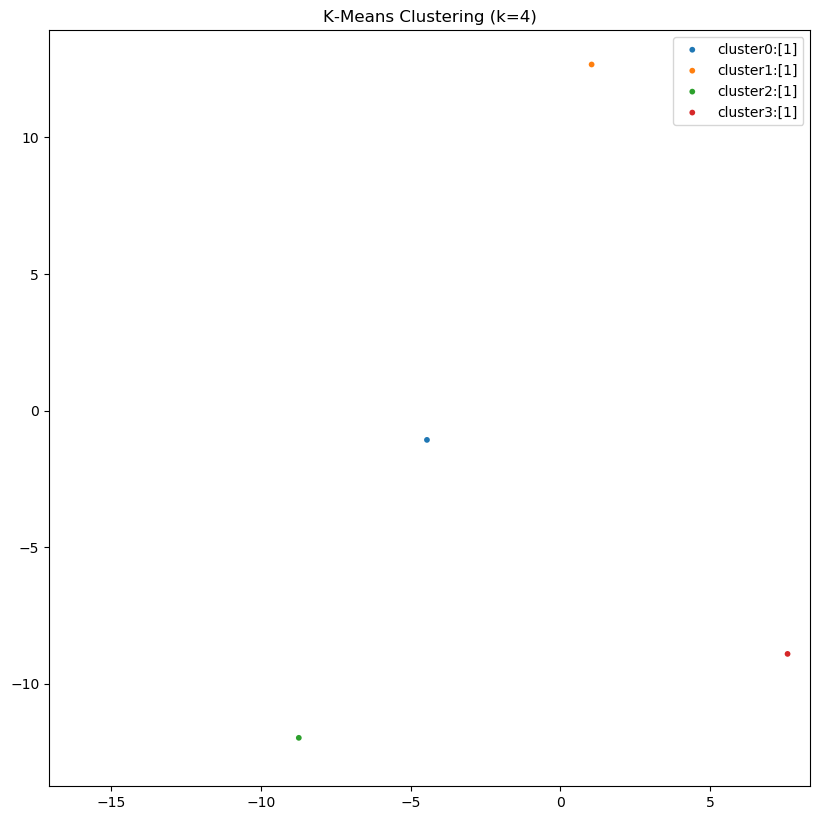 K-Means Clustering (k=4)
cluster0:[1]
cluster1:[1]
cluster2:[1]
cluster3:[1]
10
5
0
−5
−10
−15
−10
−5
0
5